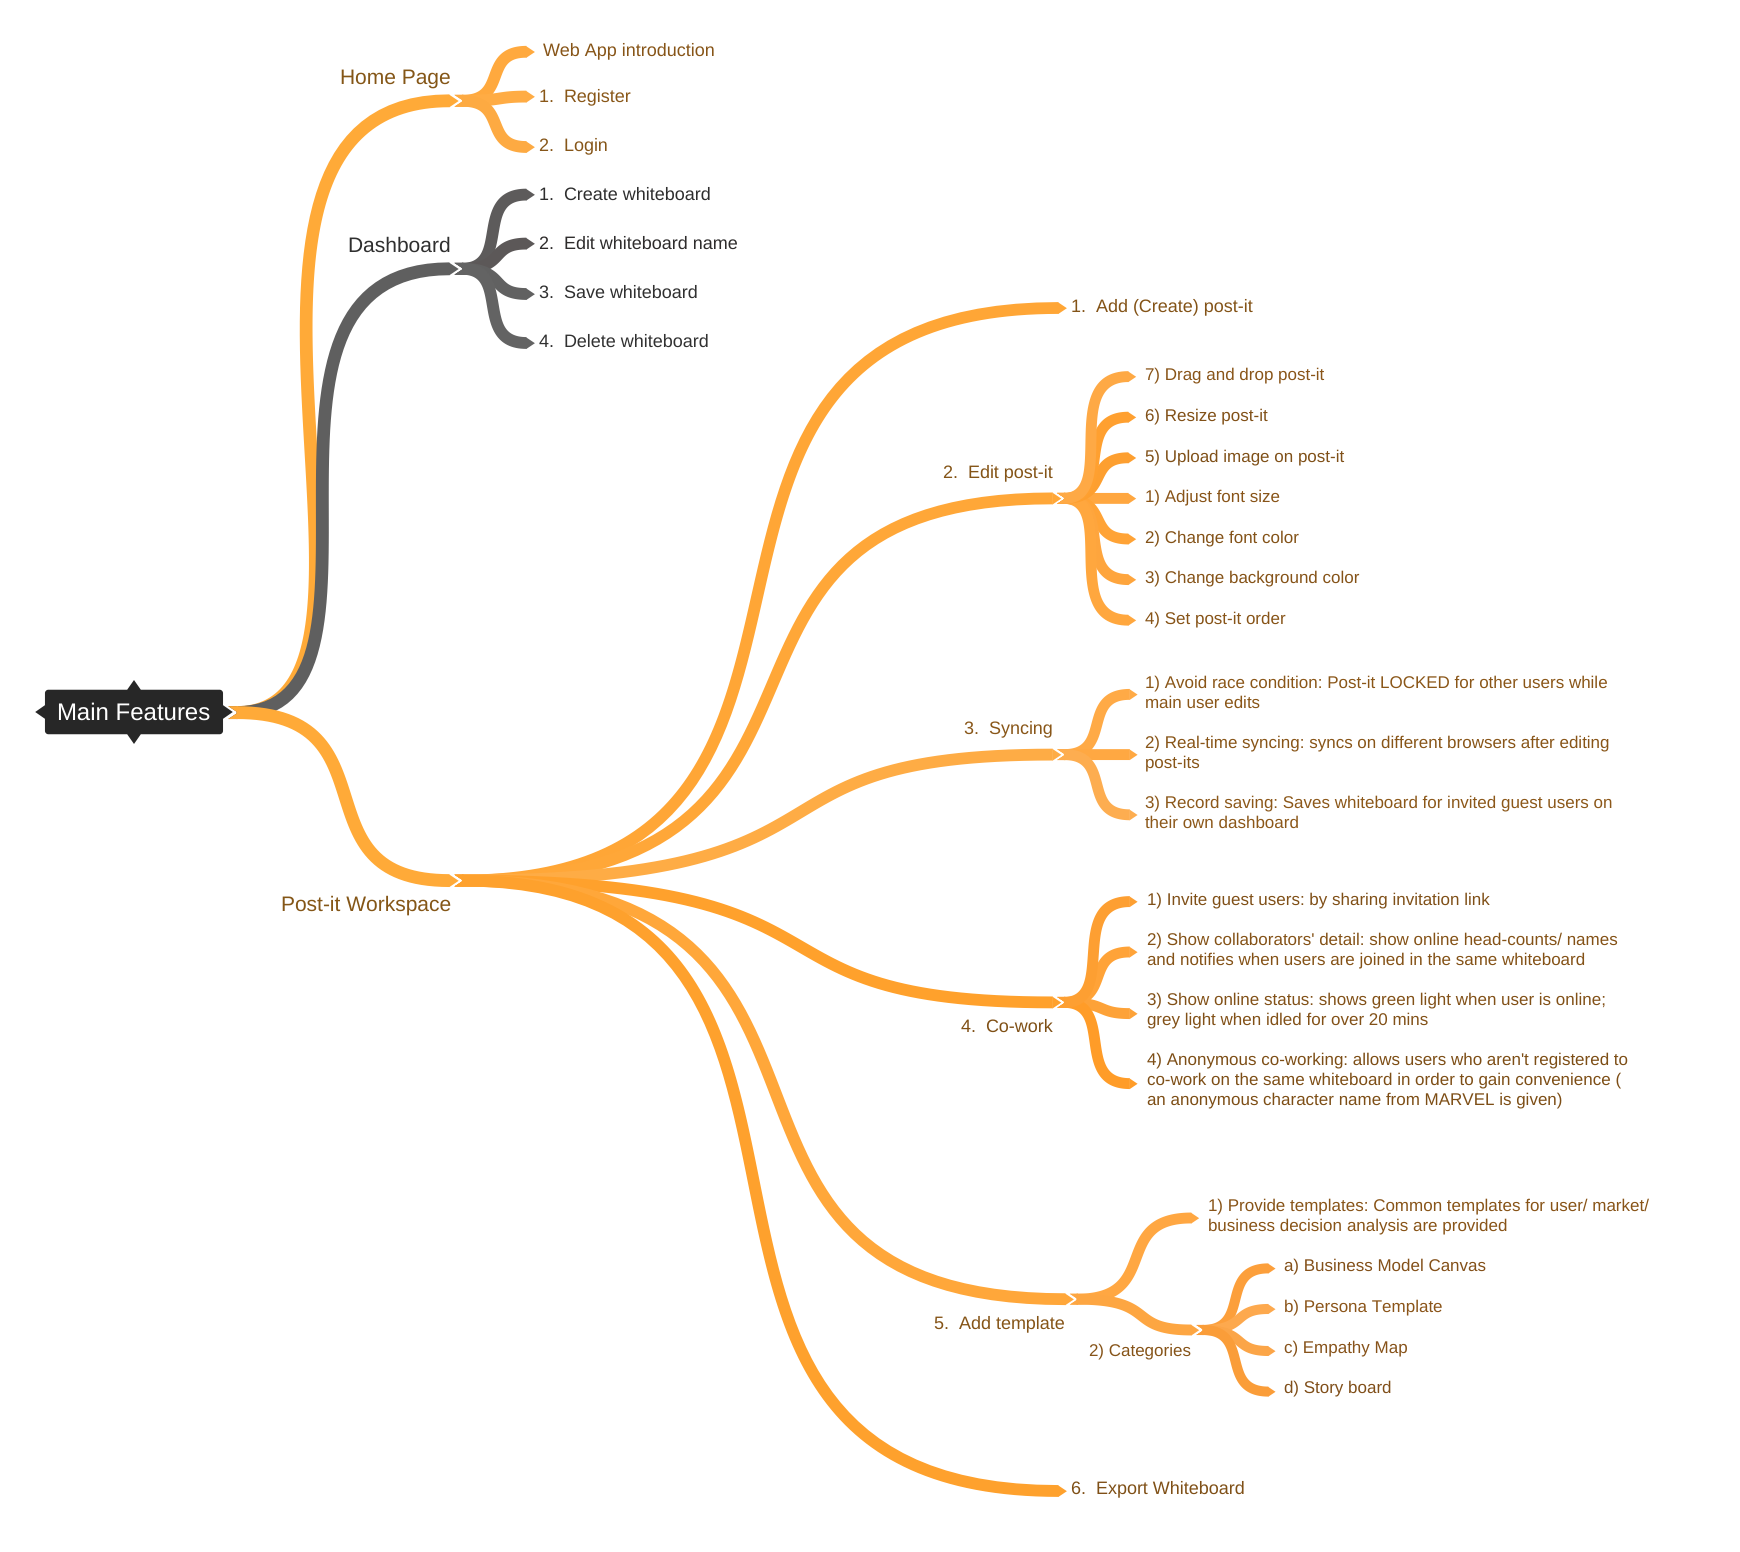 Web App introduction
Home Page
1. Register
2. Login
1. Create whiteboard
Dashboard
2. Edit whiteboard name
3. Save whiteboard
4. Delete whiteboard
Main Features
Post-it Workspace
1. Add (Create) post-it
2. Edit post-it
7) Drag and drop post-it
6) Resize post-it
5) Upload image on post-it
1) Adjust font size
2) Change font color
3) Change background color
4) Set post-it order
3. Syncing
1) Avoid race condition: Post-it LOCKED for other users while
main user edits
2) Real-time syncing: syncs on different browsers after editing
post-its
3) Record saving: Saves whiteboard for invited guest users on
their own dashboard
4. Co-work
1) Invite guest users: by sharing invitation link
2) Show collaborators' detail: show online head-counts/ names
and notifies when users are joined in the same whiteboard
3) Show online status: shows green light when user is online;
grey light when idled for over 20 mins
4) Anonymous co-working: allows users who aren't registered to
co-work on the same whiteboard in order to gain convenience (
an anonymous character name from MARVEL is given)
5. Add template
1) Provide templates: Common templates for user/ market/
business decision analysis are provided
2) Categories
a) Business Model Canvas
b) Persona Template
c) Empathy Map
d) Story board
6. Export Whiteboard